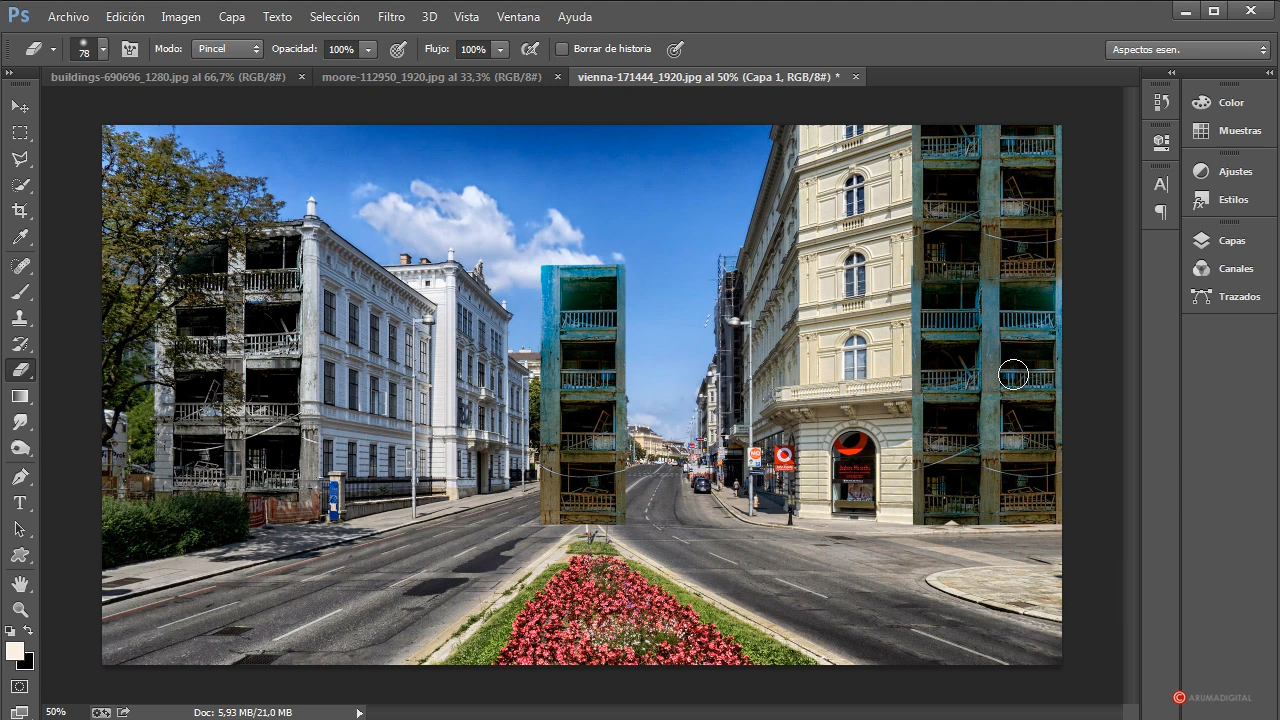 Ps Archivo Edición Imagen Capa Texto Selección Filtro 3D Vista Ventana Ayuda
78 Modo: Pincel Opacidad: 100% Flujo: 100% Borrar de historia Aspectos esen.
buildings-690696_1280.jpg al 66,7% (RGB/8#) × moore-112950_1920.jpg al 33,3% (RGB/8#) × vienna-171444_1920.jpg al 50% (Capa 1, RGB/8#) * ×
Color
Muestras
Ajustes
Estilos
Capas
Canales
Trazados
50% Doc: 5,93 MB/21,0 MB
© ARUMADIGITAL